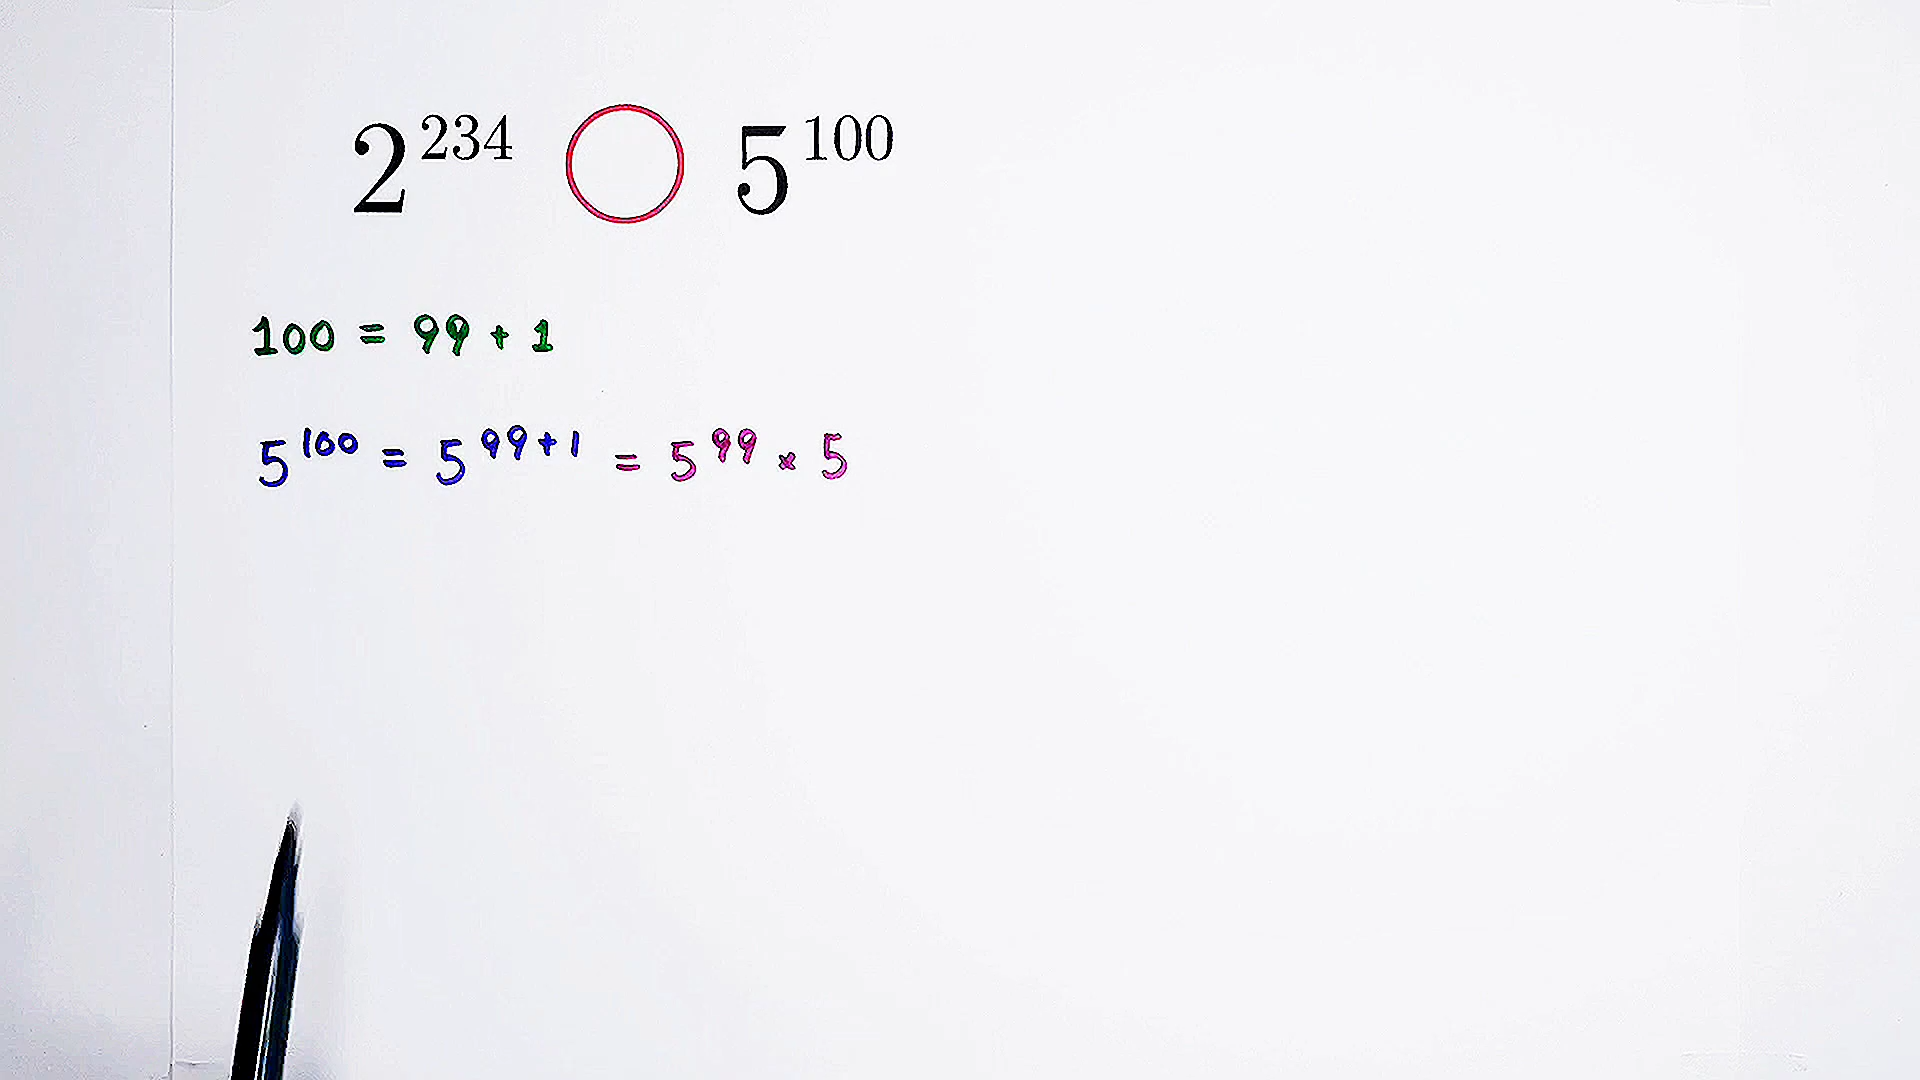 2^234 ◯ 5^100
100 = 99 + 1
5^100 = 5^99+1 = 5^99 × 5